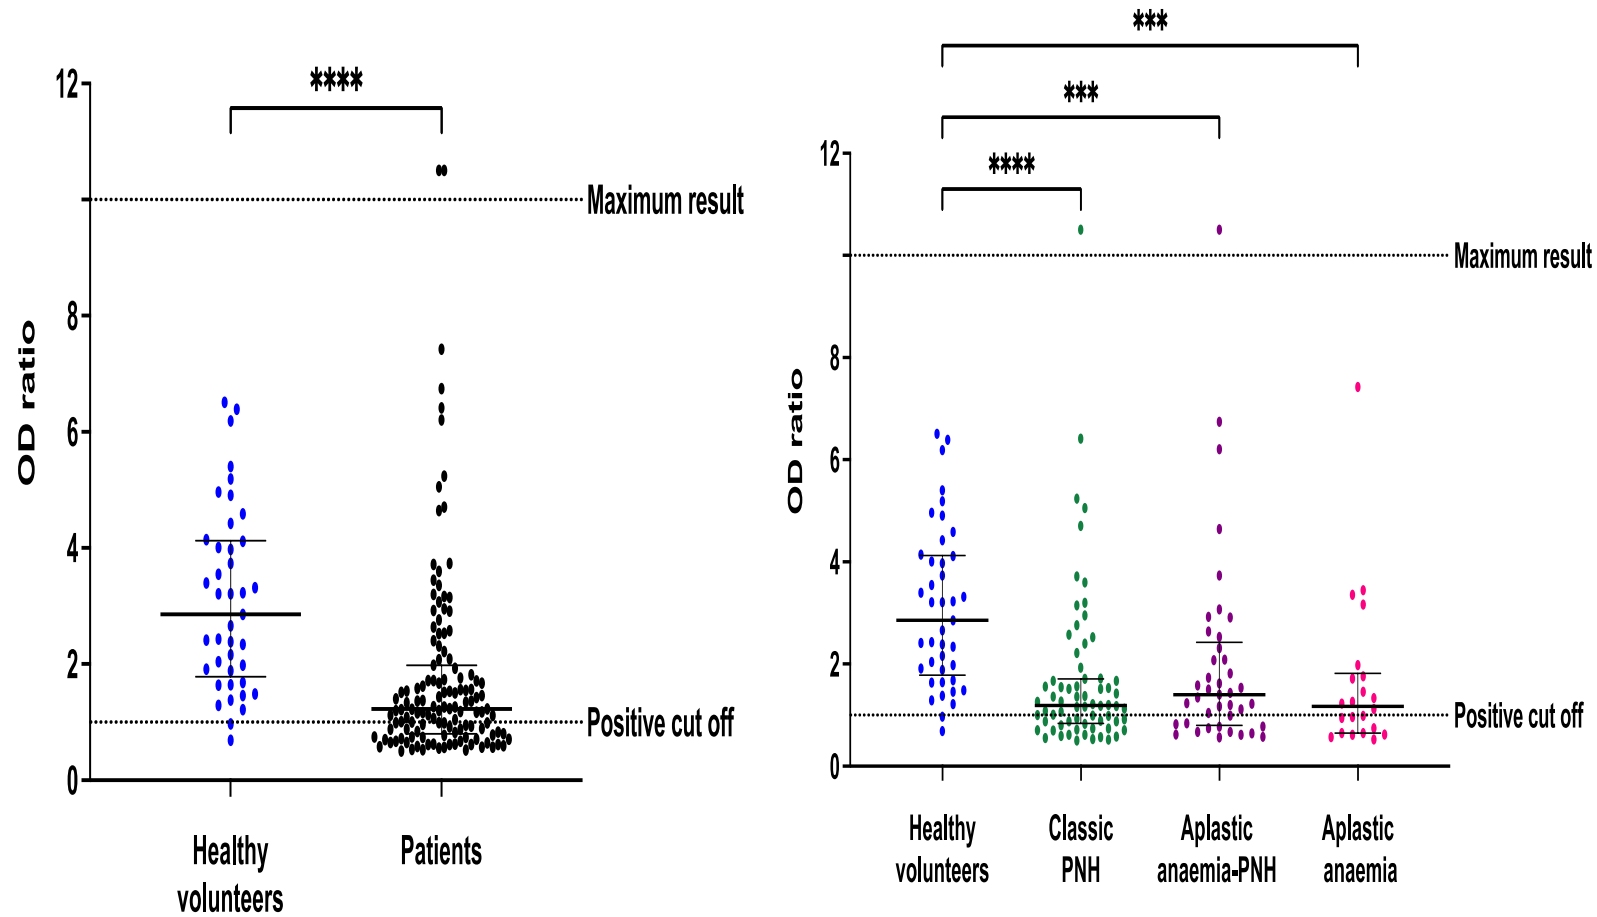 ****
12
8
6
4
2
0
OD ratio
Maximum result
Positive cut off
Healthy
volunteers
Patients
***
***
****
12
8
6
4
2
0
OD ratio
Maximum result
Positive cut off
Healthy
volunteers
Classic
PNH
Aplastic
anaemia-PNH
Aplastic
anaemia